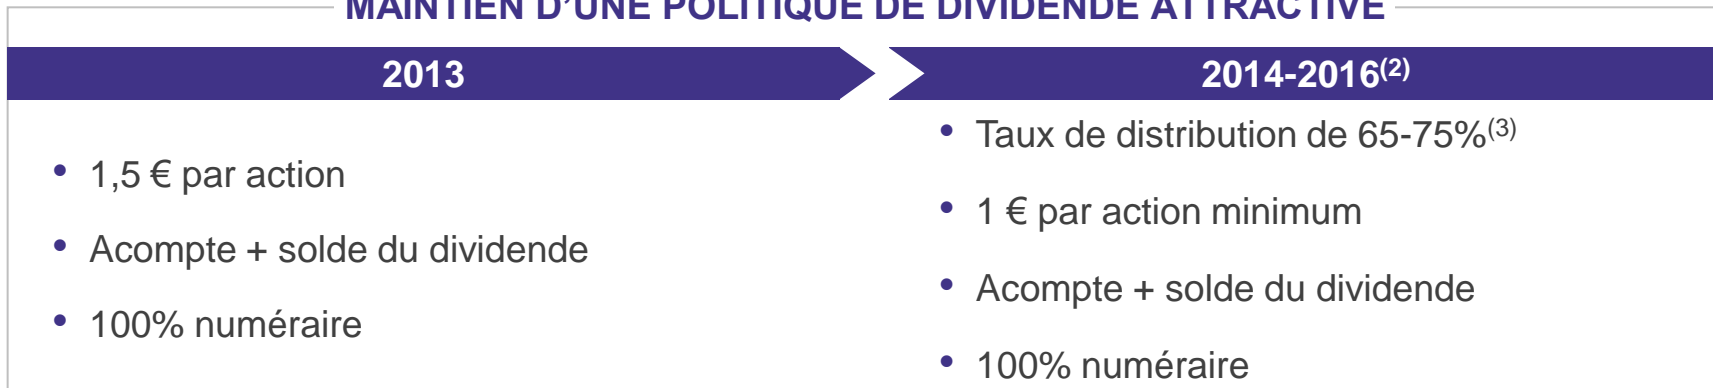 MAINTIEN D'UNE POLITIQUE DE DIVIDENDE ATTRACTIVE
2013
• 1,5 € par action
• Acompte + solde du dividende
• 100% numéraire
2014-2016(2)
• Taux de distribution de 65-75%(3)
• 1 € par action minimum
• Acompte + solde du dividende
• 100% numéraire